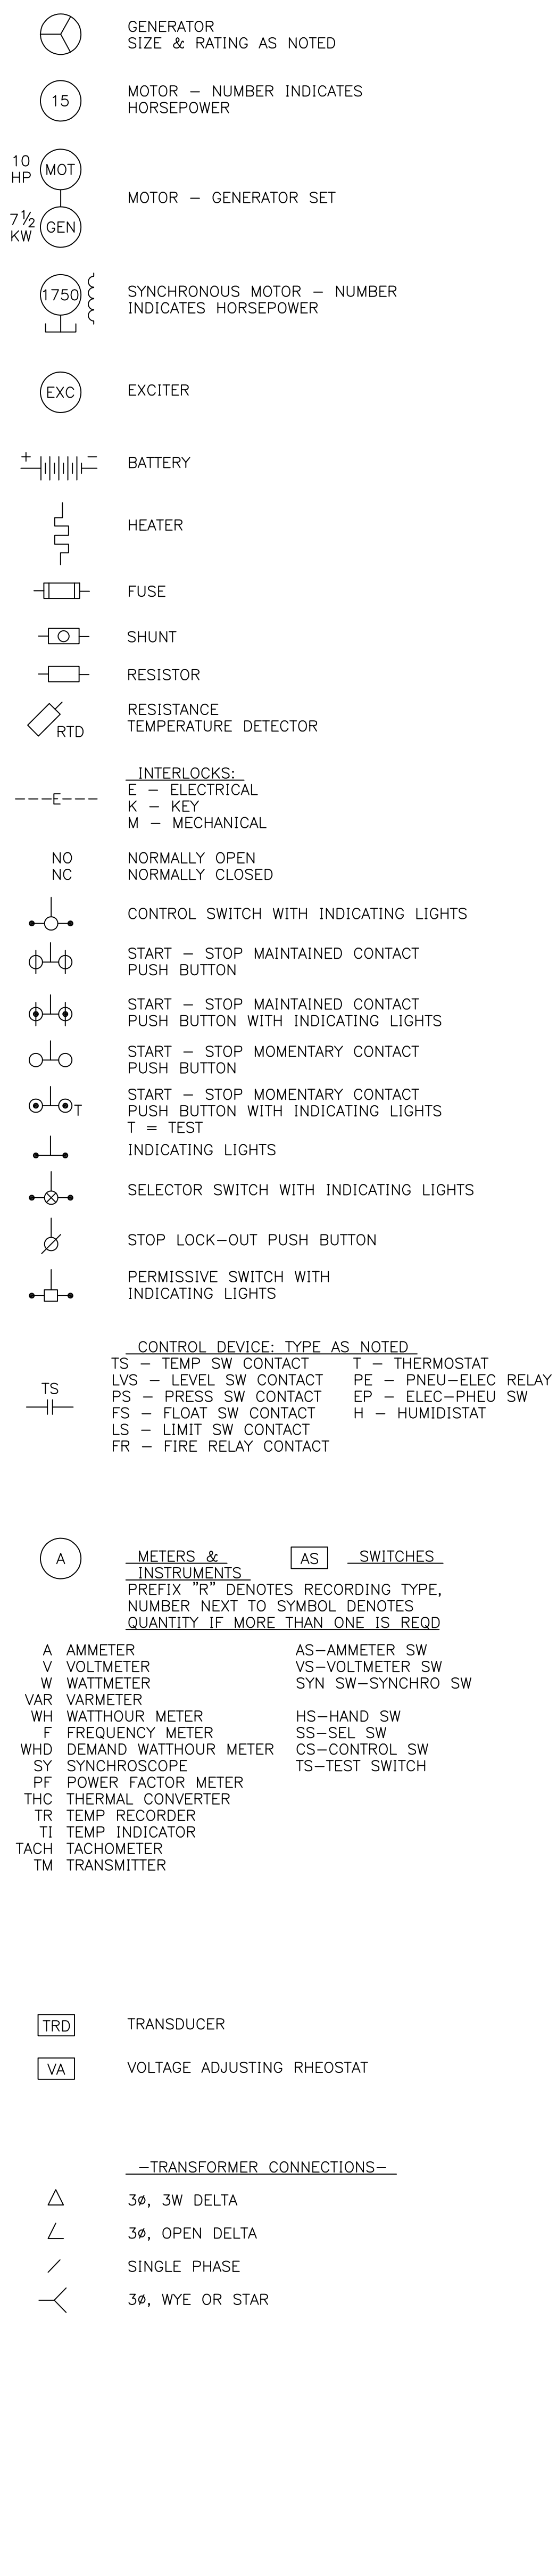 GENERATOR
SIZE & RATING AS NOTED
15
MOTOR – NUMBER INDICATES
HORSEPOWER
10
HP
MOT
MOTOR – GENERATOR SET
7½
KW
GEN
1750
SYNCHRONOUS MOTOR – NUMBER
INDICATES HORSEPOWER
EXC
EXCITER
+ –
BATTERY
HEATER
FUSE
SHUNT
RESISTOR
RTD
RESISTANCE
TEMPERATURE DETECTOR
INTERLOCKS:
E
E – ELECTRICAL
K – KEY
M – MECHANICAL
NO NORMALLY OPEN
NC NORMALLY CLOSED
CONTROL SWITCH WITH INDICATING LIGHTS
START – STOP MAINTAINED CONTACT
PUSH BUTTON
START – STOP MAINTAINED CONTACT
PUSH BUTTON WITH INDICATING LIGHTS
START – STOP MOMENTARY CONTACT
PUSH BUTTON
T
START – STOP MOMENTARY CONTACT
PUSH BUTTON WITH INDICATING LIGHTS
T = TEST
INDICATING LIGHTS
SELECTOR SWITCH WITH INDICATING LIGHTS
STOP LOCK–OUT PUSH BUTTON
PERMISSIVE SWITCH WITH
INDICATING LIGHTS
CONTROL DEVICE: TYPE AS NOTED
TS
TS – TEMP SW CONTACT T – THERMOSTAT
LVS – LEVEL SW CONTACT PE – PNEU–ELEC RELAY
PS – PRESS SW CONTACT EP – ELEC–PHEU SW
FS – FLOAT SW CONTACT H – HUMIDISTAT
LS – LIMIT SW CONTACT
FR – FIRE RELAY CONTACT
A METERS & AS SWITCHES
INSTRUMENTS
PREFIX "R" DENOTES RECORDING TYPE,
NUMBER NEXT TO SYMBOL DENOTES
QUANTITY IF MORE THAN ONE IS REQD
A AMMETER AS–AMMETER SW
V VOLTMETER VS–VOLTMETER SW
W WATTMETER SYN SW–SYNCHRO SW
VAR VARMETER
WH WATTHOUR METER HS–HAND SW
F FREQUENCY METER SS–SEL SW
WHD DEMAND WATTHOUR METER CS–CONTROL SW
SY SYNCHROSCOPE TS–TEST SWITCH
PF POWER FACTOR METER
THC THERMAL CONVERTER
TR TEMP RECORDER
TI TEMP INDICATOR
TACH TACHOMETER
TM TRANSMITTER
TRD TRANSDUCER
VA VOLTAGE ADJUSTING RHEOSTAT
–TRANSFORMER CONNECTIONS–
3ø, 3W DELTA
3ø, OPEN DELTA
SINGLE PHASE
3ø, WYE OR STAR